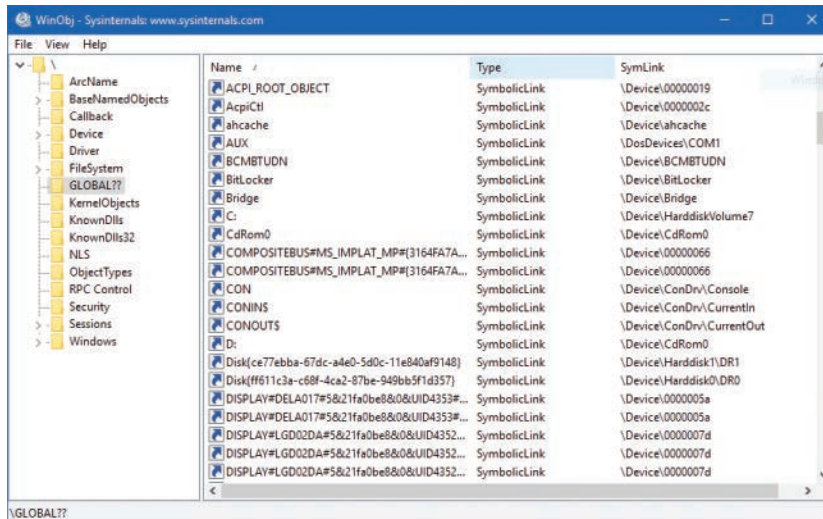 WinObj - Sysinternals: www.sysinternals.com
File View Help
\
ArcName
BaseNamedObjects
Callback
Device
Driver
FileSystem
GLOBAL??
KernelObjects
KnownDlls
KnownDlls32
NLS
ObjectTypes
RPC Control
Security
Sessions
Windows
Name Type SymLink
ACPI_ROOT_OBJECT SymbolicLink \Device\00000019
AcpiCtl SymbolicLink \Device\0000002c
ahcache SymbolicLink \Device\ahcache
AUX SymbolicLink \DosDevices\COM1
BCMBTUDN SymbolicLink \Device\BCMBTUDN
BitLocker SymbolicLink \Device\BitLocker
Bridge SymbolicLink \Device\Bridge
C: SymbolicLink \Device\HarddiskVolume7
CdRom0 SymbolicLink \Device\CdRom0
COMPOSITEBUS#MS_IMPLAT_MP#{3164FA7A... SymbolicLink \Device\00000066
COMPOSITEBUS#MS_IMPLAT_MP#{3164FA7A... SymbolicLink \Device\00000066
CON SymbolicLink \Device\ConDrv\Console
CONIN$ SymbolicLink \Device\ConDrv\CurrentIn
CONOUT$ SymbolicLink \Device\ConDrv\CurrentOut
D: SymbolicLink \Device\CdRom0
Disk{ce77ebba-67dc-a4e0-5d0c-11e840af9148} SymbolicLink \Device\Harddisk1\DR1
Disk{ff611c3a-c68f-4ca2-87be-949bb5f1d357} SymbolicLink \Device\Harddisk0\DR0
DISPLAY#DELA017#5&21fa0be8&0&UID4353#... SymbolicLink \Device\0000005a
DISPLAY#DELA017#5&21fa0be8&0&UID4353#... SymbolicLink \Device\0000005a
DISPLAY#LGD02DA#5&21fa0be8&0&UID4352... SymbolicLink \Device\0000007d
DISPLAY#LGD02DA#5&21fa0be8&0&UID4352... SymbolicLink \Device\0000007d
DISPLAY#LGD02DA#5&21fa0be8&0&UID4352... SymbolicLink \Device\0000007d
\GLOBAL??